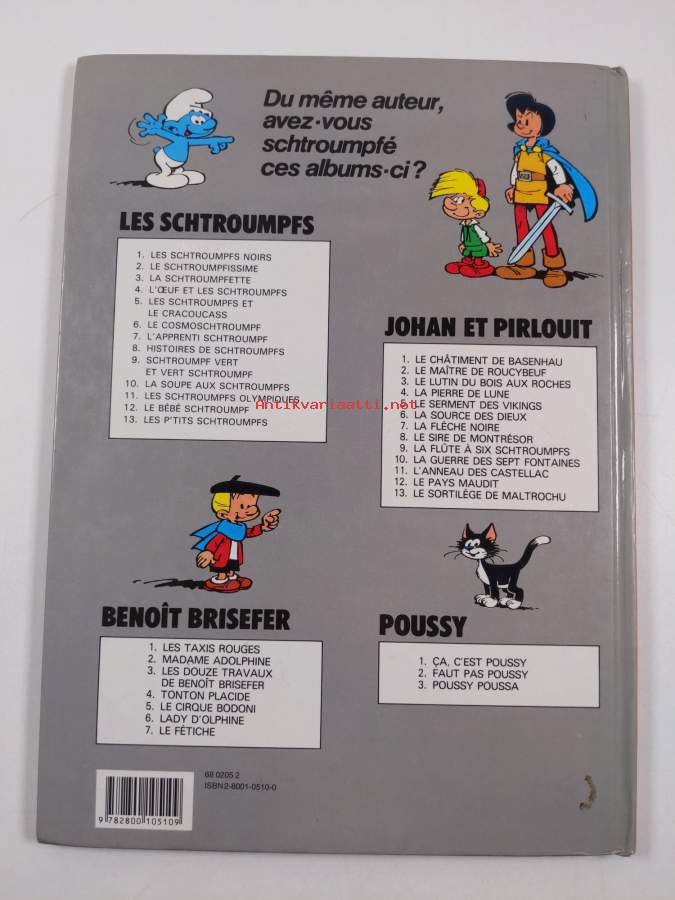 Du même auteur,
avez-vous
schtroumpfé
ces albums-ci?
LES SCHTROUMPFS
1. LES SCHTROUMPFS NOIRS
2. LE SCHTROUMPFISSIME
3. LA SCHTROUMPFETTE
4. L'ŒUF ET LES SCHTROUMPFS
5. LES SCHTROUMPFS ET
LE CRACOUCASS
6. LE COSMOSCHTROUMPF
7. L'APPRENTI SCHTROUMPF
8. HISTOIRES DE SCHTROUMPFS
9. SCHTROUMPF VERT
ET VERT SCHTROUMPF
10. LA SOUPE AUX SCHTROUMPFS
11. LES SCHTROUMPFS OLYMPIQUES
12. LE BÉBÉ SCHTROUMPF
13. LES P'TITS SCHTROUMPFS
Antikvariaatti.net
JOHAN ET PIRLOUIT
1. LE CHÂTIMENT DE BASENHAU
2. LE MAÎTRE DE ROUCYBEUF
3. LE LUTIN DU BOIS AUX ROCHES
4. LA PIERRE DE LUNE
LE SERMENT DES VIKINGS
6. LA SOURCE DES DIEUX
7. LA FLÈCHE NOIRE
8. LE SIRE DE MONTRÉSOR
9. LA FLÛTE À SIX SCHTROUMPFS
10. LA GUERRE DES SEPT FONTAINES
11. L'ANNEAU DES CASTELLAC
12. LE PAYS MAUDIT
13. LE SORTILÈGE DE MALTROCHU
BENOÎT BRISEFER
1. LES TAXIS ROUGES
2. MADAME ADOLPHINE
3. LES DOUZE TRAVAUX
DE BENOÎT BRISEFER
4. TONTON PLACIDE
5. LE CIRQUE BODONI
6. LADY D'OLPHINE
7. LE FÉTICHE
POUSSY
1. ÇA, C'EST POUSSY
2. FAUT PAS POUSSY
3. POUSSY POUSSA
68 0205 2
ISBN 2-8001-0510-0
9 782800 105109